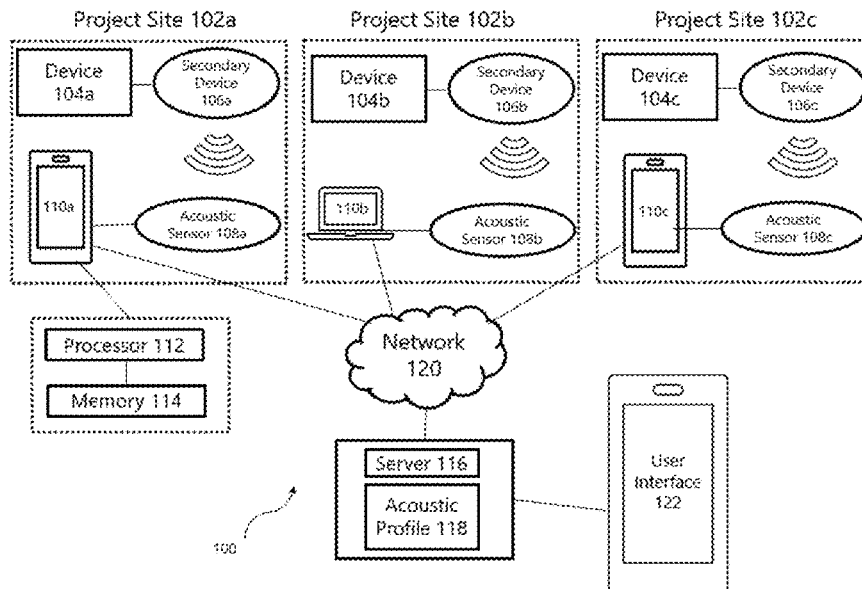 Project Site 102a
Project Site 102b
Project Site 102c
Device
104a
Secondary
Device
106a
Device
104b
Secondary
Device
106b
Device
104c
Secondary
Device
106c
110a
Acoustic
Sensor 108a
110b
Acoustic
Sensor 108b
110c
Acoustic
Sensor 108c
Processor 112
Memory 114
Network
120
Server 116
Acoustic
Profile 118
User
Interface
122
100